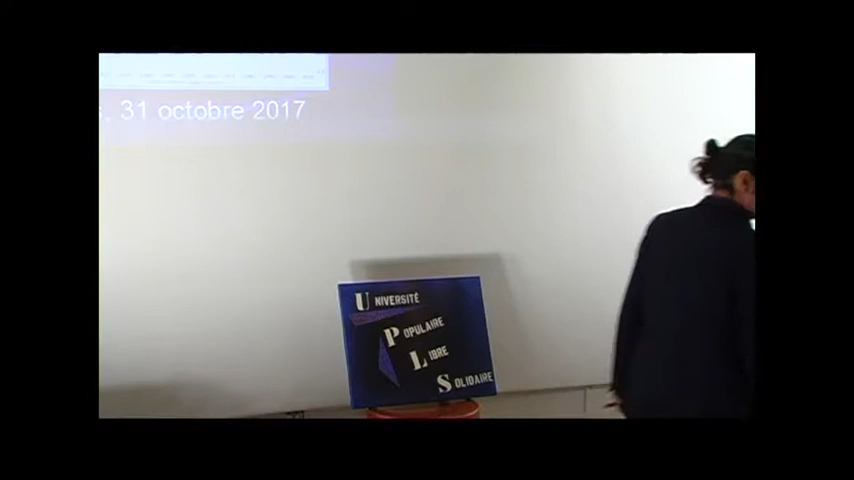 s, 31 octobre 2017
UNIVERSITÉ
POPULAIRE
LIBRE
SOLIDAIRE